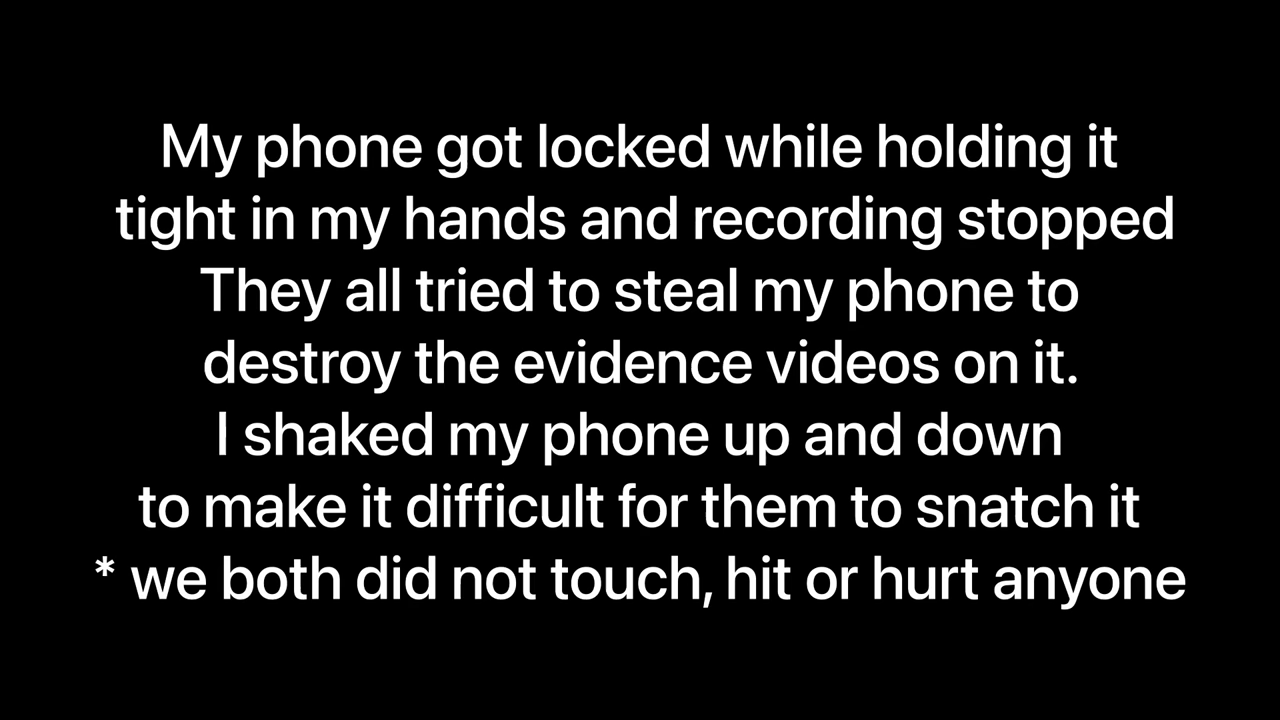 My phone got locked while holding it
tight in my hands and recording stopped
They all tried to steal my phone to
destroy the evidence videos on it.
I shaked my phone up and down
to make it difficult for them to snatch it
* we both did not touch, hit or hurt anyone